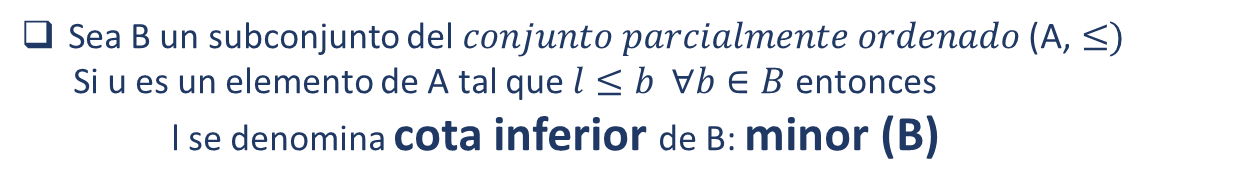 ❑ Sea B un subconjunto del conjunto parcialmente ordenado (A, ≤)
Si u es un elemento de A tal que l ≤ b ∀b ∈ B entonces
l se denomina cota inferior de B: minor (B)